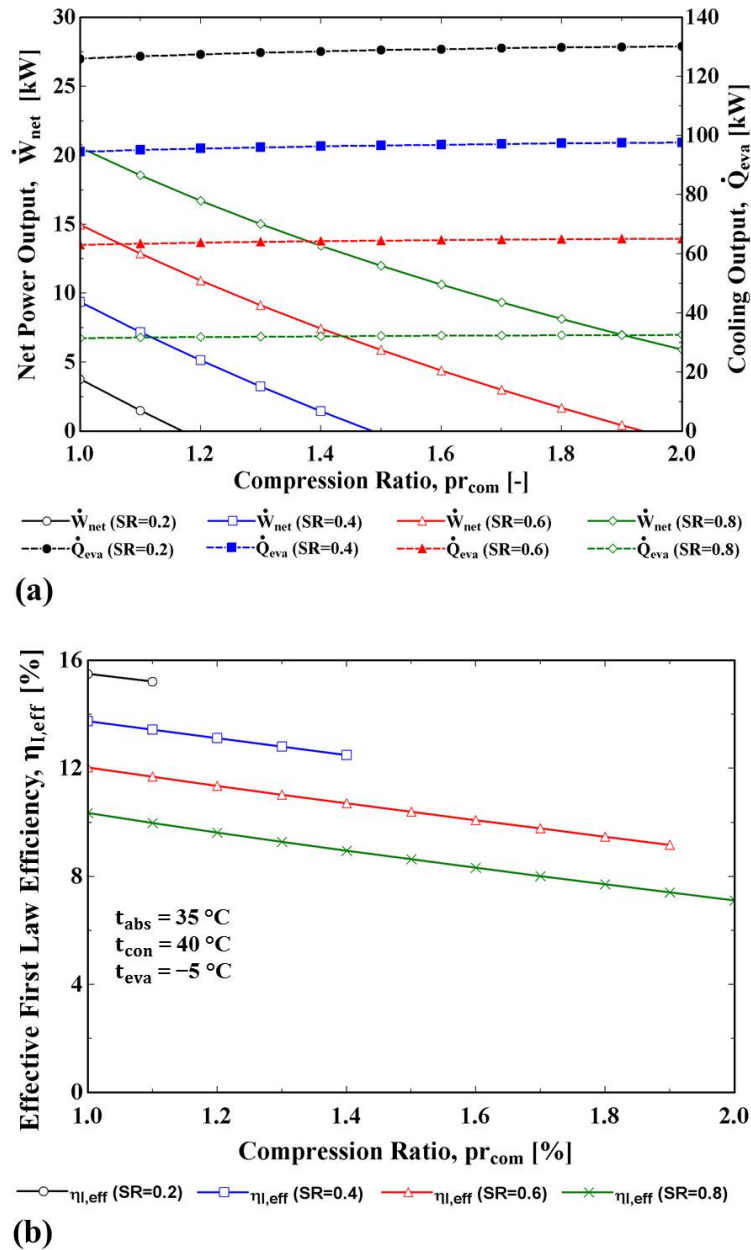 30
25
20
15
10
5
0
Net Power Output, Ẇnet [kW]
140
120
100
80
60
40
20
0
Cooling Output, Q̇eva [kW]
1.0 1.2 1.4 1.6 1.8 2.0
Compression Ratio, prcom [-]
Ẇnet (SR=0.2) Ẇnet (SR=0.4) Ẇnet (SR=0.6) Ẇnet (SR=0.8)
Q̇eva (SR=0.2) Q̇eva (SR=0.4) Q̇eva (SR=0.6) Q̇eva (SR=0.8)
(a)
16
12
8
4
0
Effective First Law Efficiency, ηI,eff [%]
tabs = 35 °C
tcon = 40 °C
teva = −5 °C
1.0 1.2 1.4 1.6 1.8 2.0
Compression Ratio, prcom [%]
ηI,eff (SR=0.2) ηI,eff (SR=0.4) ηI,eff (SR=0.6) ηI,eff (SR=0.8)
(b)